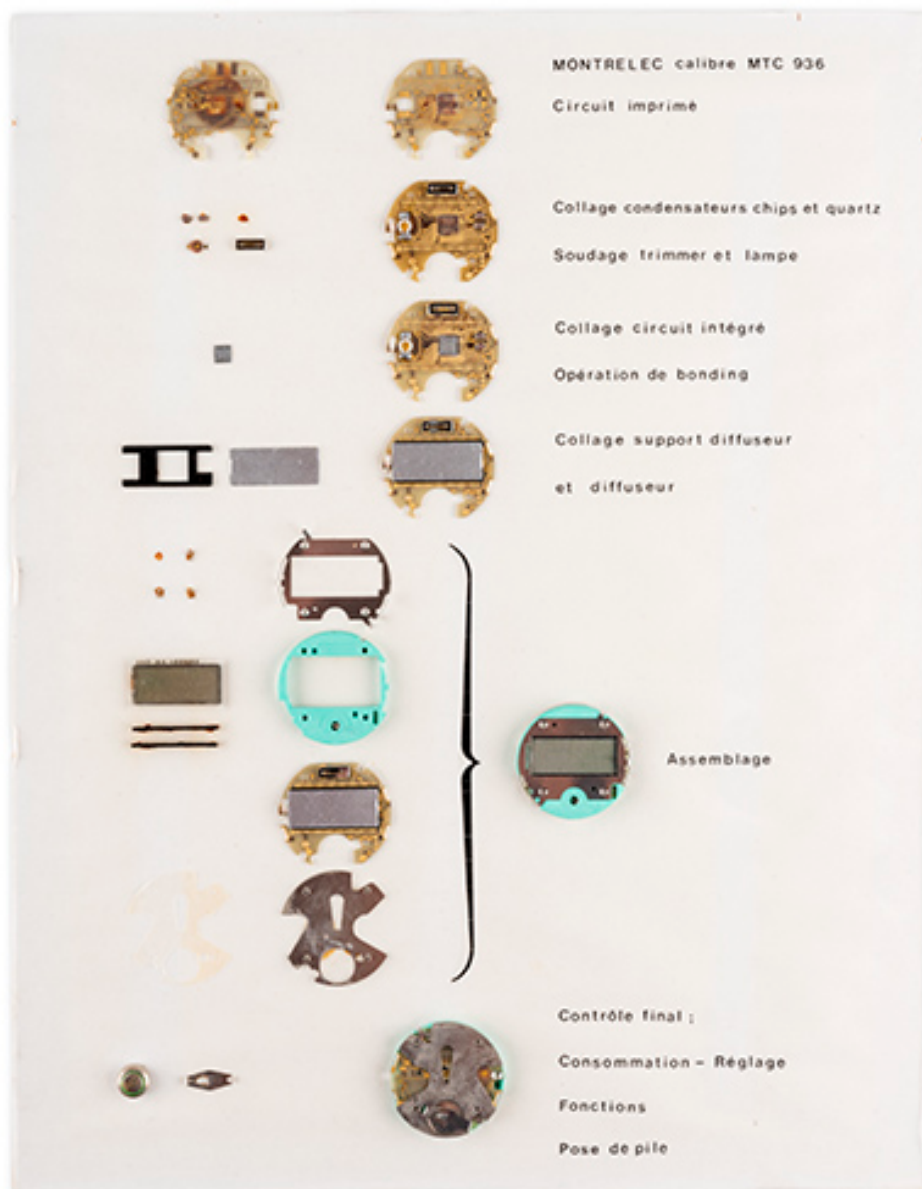 MONTRELEC calibre MTC 936
Circuit imprimé
Collage condensateurs chips et quartz
Soudage trimmer et lampe
Collage circuit intégré
Opération de bonding
Collage support diffuseur
et diffuseur
Assemblage
Contrôle final ;
Consommation - Réglage
Fonctions
Pose de pile